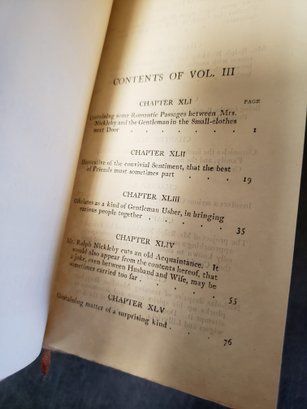 CONTENTS OF VOL. III
CHAPTER XLI
PAGE
Containing some Romantic Passages between Mrs.
Nickleby and the Gentleman in the Small-clothes
next Door . . . . . . 1
CHAPTER XLII
Illustrative of the convivial Sentiment, that the best
of Friends must sometimes part . . . 19
CHAPTER XLIII
Officiates as a kind of Gentleman Usher, in bringing
various people together . . . . 35
CHAPTER XLIV
Mr. Ralph Nickleby cuts an old Acquaintance. It
would also appear from the contents hereof, that
a joke, even between Husband and Wife, may be
sometimes carried too far . . . . 55
CHAPTER XLV
Containing matter of a surprising kind . . . 76